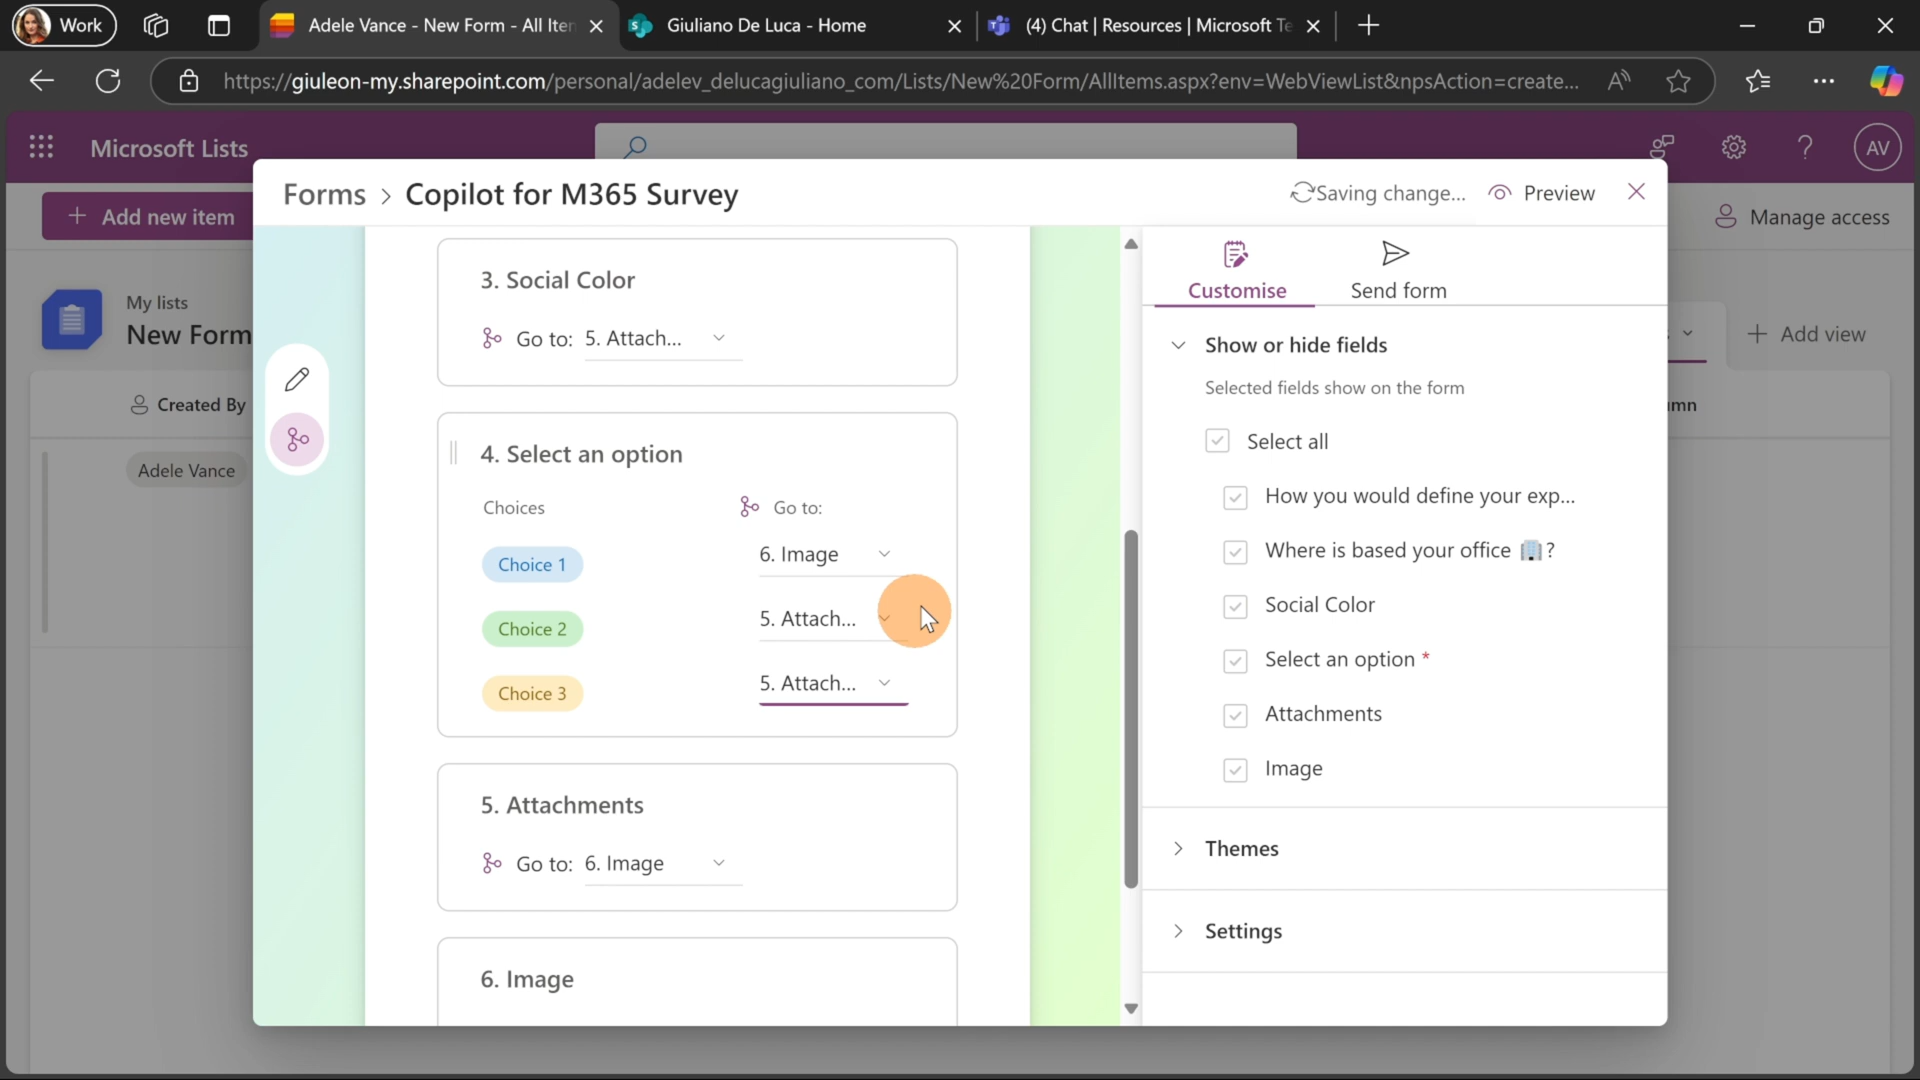 Work
Adele Vance - New Form - All Iten
Giuliano De Luca - Home
(4) Chat | Resources | Microsoft Te
https://giuleon-my.sharepoint.com/personal/adelev_delucagiuliano_com/Lists/New%20Form/AllItems.aspx?env=WebViewList&npsAction=create...
Microsoft Lists
AV
Forms > Copilot for M365 Survey
Saving change...
Preview
Add new item
Manage access
My lists
New Form
Add view
Created By
umn
Adele Vance
3. Social Color
Go to: 5. Attach...
4. Select an option
Choices
Go to:
Choice 1
6. Image
Choice 2
5. Attach...
Choice 3
5. Attach...
5. Attachments
Go to: 6. Image
6. Image
Customise
Send form
Show or hide fields
Selected fields show on the form
Select all
How you would define your exp...
Where is based your office 🏢?
Social Color
Select an option *
Attachments
Image
Themes
Settings